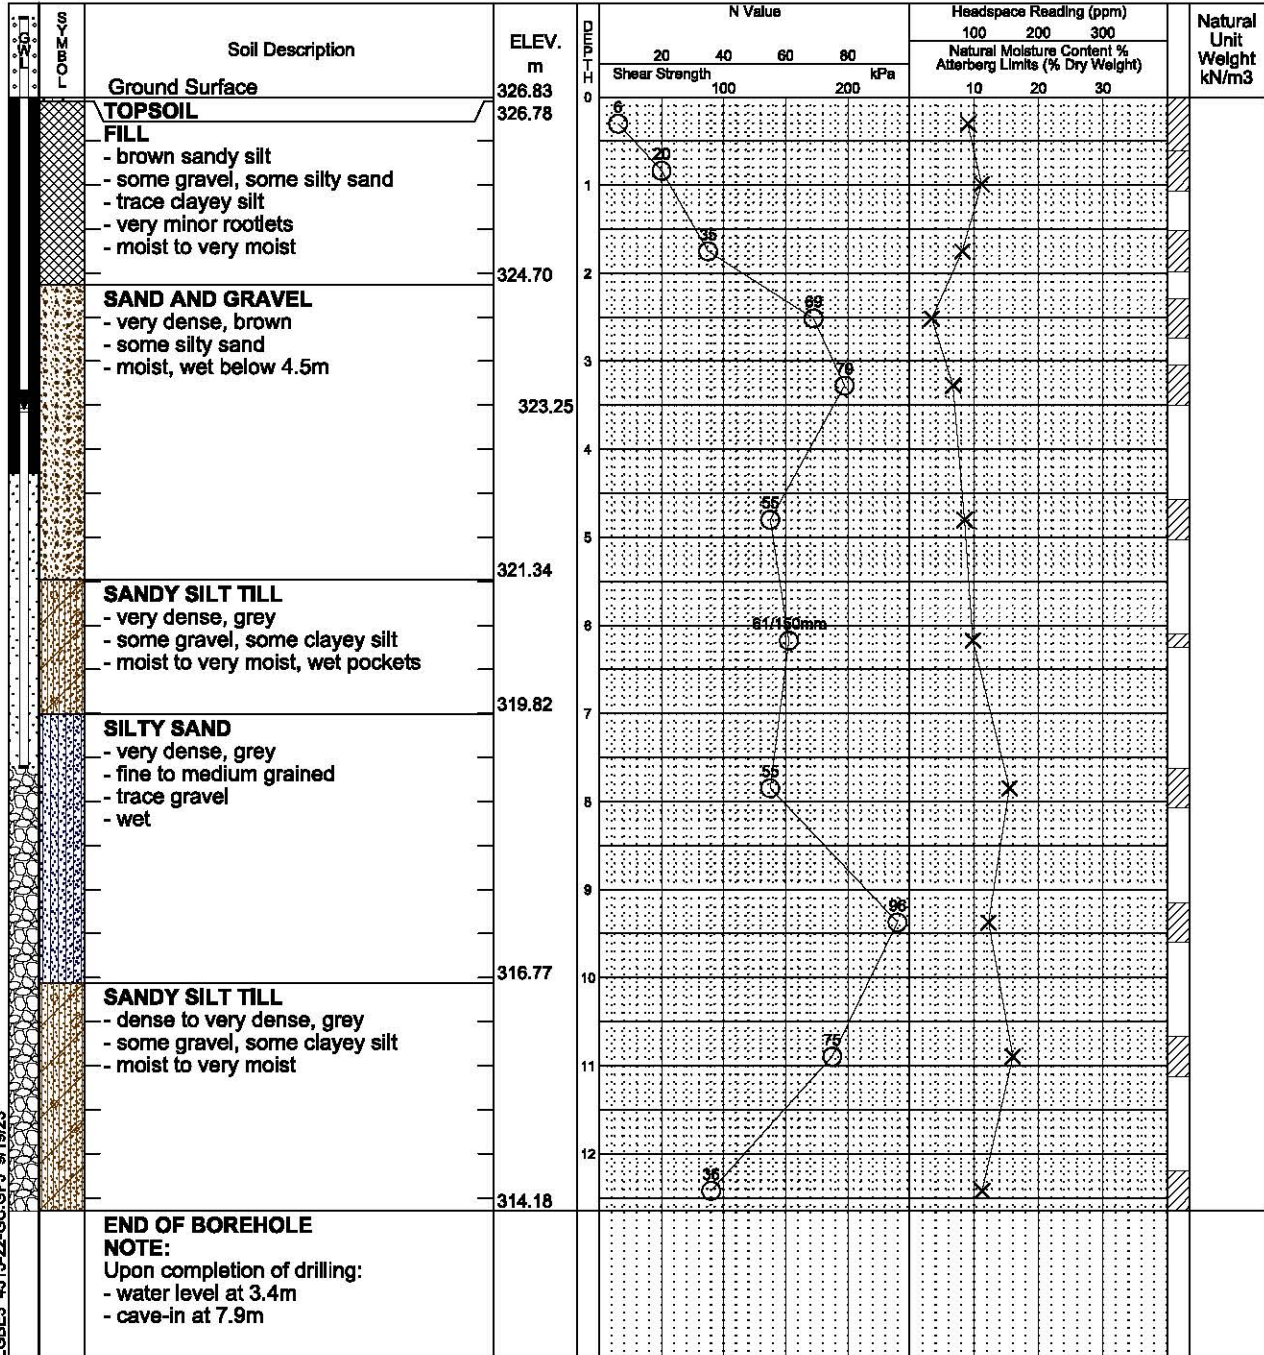 GWL
SYMBOL
Soil Description
ELEV.
m
DEPTH
N Value
20 40 60 80
Shear Strength kPa
100 200
Headspace Reading (ppm)
100 200 300
Natural Moisture Content %
Atterberg Limits (% Dry Weight)
10 20 30
Natural
Unit
Weight
kN/m3
Ground Surface 326.83 0
TOPSOIL 326.78
FILL
- brown sandy silt
- some gravel, some silty sand
- trace clayey silt
- very minor rootlets
- moist to very moist
324.70
SAND AND GRAVEL
- very dense, brown
- some silty sand
- moist, wet below 4.5m
323.25
321.34
SANDY SILT TILL
- very dense, grey
- some gravel, some clayey silt
- moist to very moist, wet pockets
319.82
SILTY SAND
- very dense, grey
- fine to medium grained
- trace gravel
- wet
316.77
SANDY SILT TILL
- dense to very dense, grey
- some gravel, some clayey silt
- moist to very moist
314.18
END OF BOREHOLE
NOTE:
Upon completion of drilling:
- water level at 3.4m
- cave-in at 7.9m
1
2
3
4
5
6
7
8
9
10
11
12
6
20
35
69
79
55
61/150mm
55
96
75
36